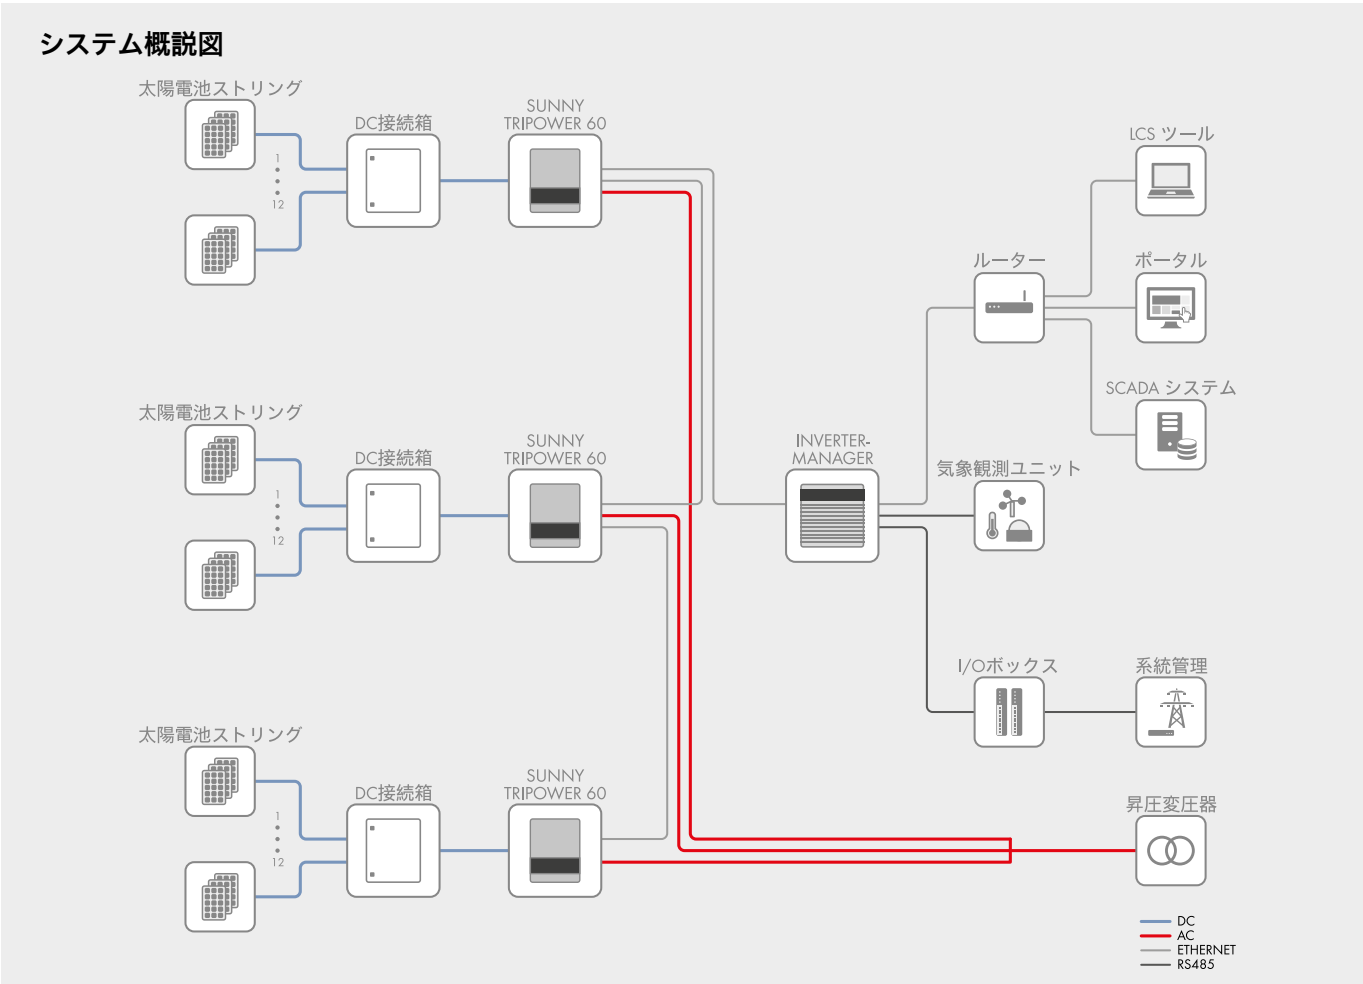 システム概説図
太陽電池ストリング
DC接続箱
SUNNY
TRIPOWER 60
1
12
LCS ツール
ルーター
ポータル
SCADA システム
太陽電池ストリング
DC接続箱
SUNNY
TRIPOWER 60
1
12
INVERTER-
MANAGER
気象観測ユニット
I/Oボックス
系統管理
太陽電池ストリング
DC接続箱
SUNNY
TRIPOWER 60
1
12
昇圧変圧器
DC
AC
ETHERNET
RS485